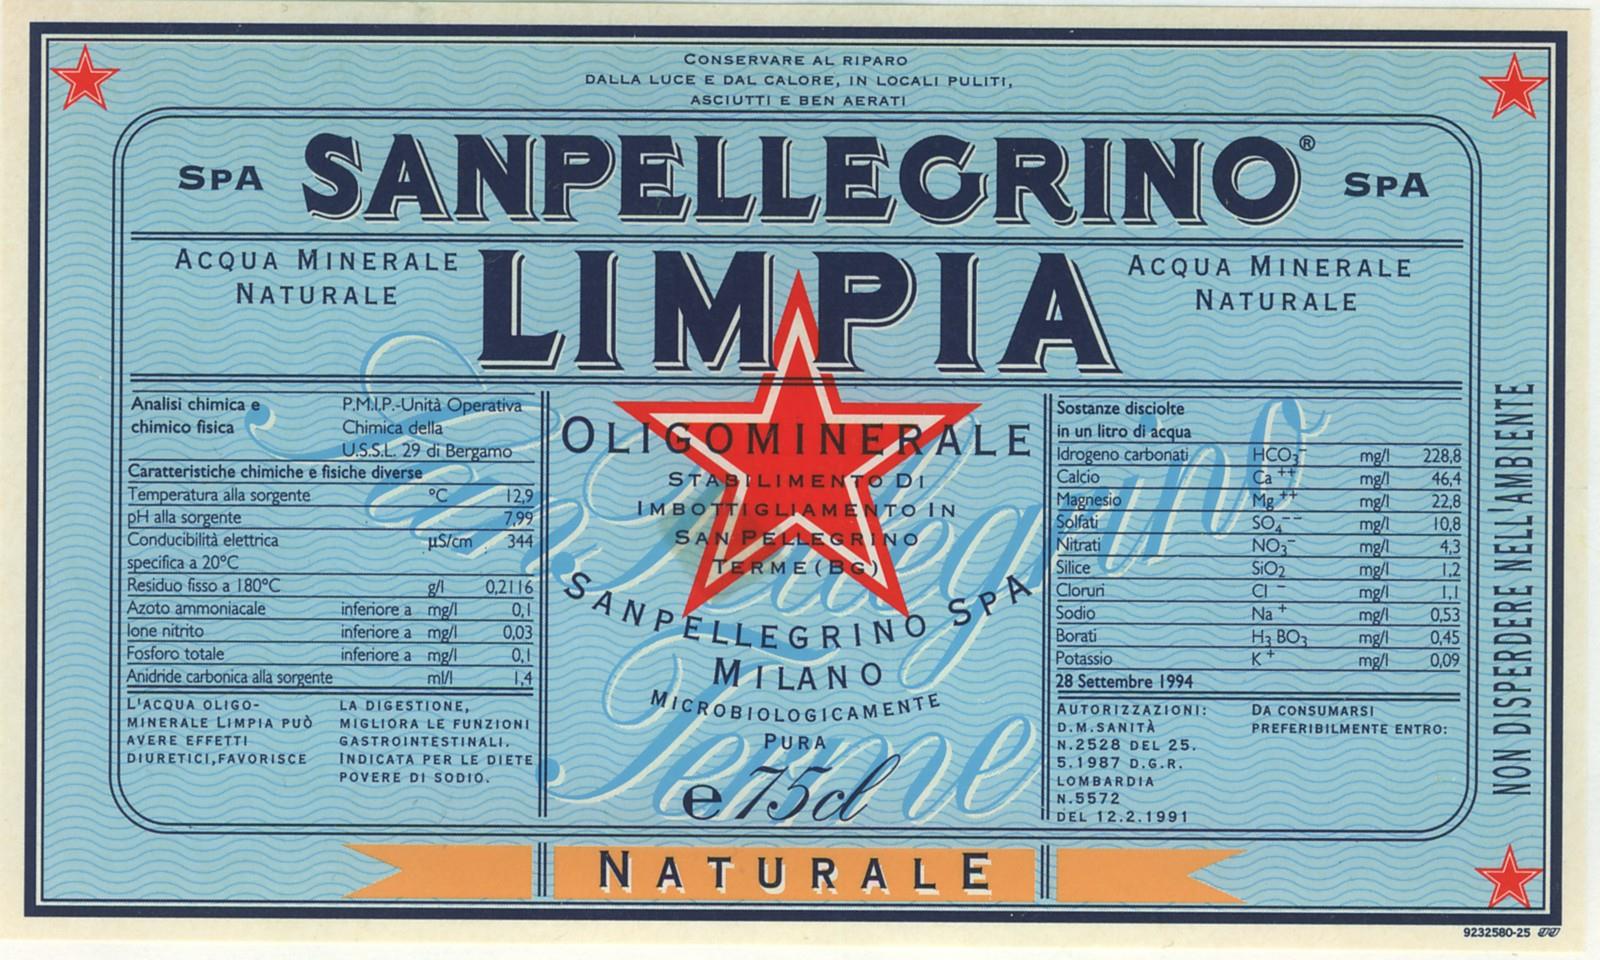 CONSERVARE AL RIPARO
DALLA LUCE E DAL CALORE, IN LOCALI PULITI,
ASCIUTTI E BEN AERATI
SPA SANPELLEGRINO® SPA
ACQUA MINERALE
NATURALE
LIMPIA
ACQUA MINERALE
NATURALE
Analisi chimica e P.M.I.P.-Unità Operativa
chimico fisica Chimica della
U.S.S.L. 29 di Bergamo
Caratteristiche chimiche e fisiche diverse
Temperatura alla sorgente °C 12,9
pH alla sorgente 7,99
Conducibilità elettrica µS/cm 344
specifica a 20°C
Residuo fisso a 180°C g/l 0,2116
Azoto ammoniacale inferiore a mg/l 0,1
Ione nitrito inferiore a mg/l 0,03
Fosforo totale inferiore a mg/l 0,1
Anidride carbonica alla sorgente ml/l 1,4
L'ACQUA OLIGO-
MINERALE LIMPIA PUÒ
AVERE EFFETTI
DIURETICI,FAVORISCE
LA DIGESTIONE,
MIGLIORA LE FUNZIONI
GASTROINTESTINALI.
INDICATA PER LE DIETE
POVERE DI SODIO.
San Pellegrino
Terme
OLIGOMINERALE
STABILIMENTO DI
IMBOTTIGLIAMENTO IN
SAN PELLEGRINO
TERME (BG)
SANPELLEGRINO SPA
MILANO
MICROBIOLOGICAMENTE
PURA
e 75cl
Sostanze disciolte
in un litro di acqua
Idrogeno carbonati HCO₃⁻ mg/l 228,8
Calcio Ca⁺⁺ mg/l 46,4
Magnesio Mg⁺⁺ mg/l 22,8
Solfati SO₄⁻⁻ mg/l 10,8
Nitrati NO₃⁻ mg/l 4,3
Silice SiO₂ mg/l 1,2
Cloruri Cl⁻ mg/l 1,1
Sodio Na⁺ mg/l 0,53
Borati H₃BO₃ mg/l 0,45
Potassio K⁺ mg/l 0,09
28 Settembre 1994
AUTORIZZAZIONI:
D.M.SANITÀ
N.2528 DEL 25.
5.1987 D.G.R.
LOMBARDIA
N.5572
DEL 12.2.1991
DA CONSUMARSI
PREFERIBILMENTE ENTRO:
NON DISPERDERE NELL'AMBIENTE
NATURALE
9232580-25